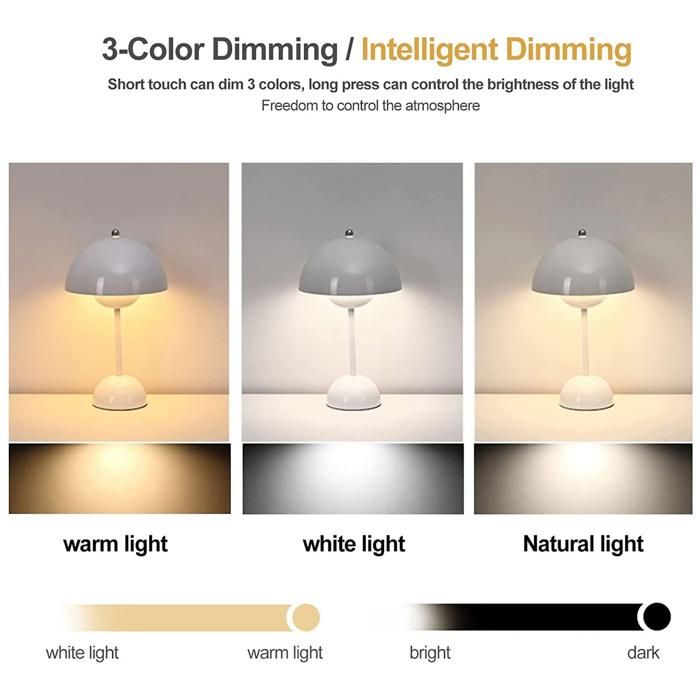 3-Color Dimming / Intelligent Dimming
Short touch can dim 3 colors, long press can control the brightness of the light
Freedom to control the atmosphere
warm light
white light
Natural light
white light
warm light
bright
dark